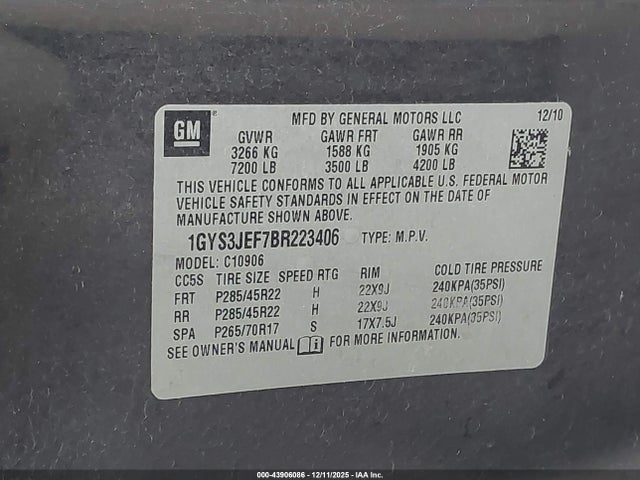 MFD BY GENERAL MOTORS LLC 12/10
GM®
GVWR GAWR FRT GAWR RR
3266 KG 1588 KG 1905 KG
7200 LB 3500 LB 4200 LB
THIS VEHICLE CONFORMS TO ALL APPLICABLE U.S. FEDERAL MOTOR
VEHICLE SAFETY STANDARDS IN EFFECT ON THE DATE OF
MANUFACTURE SHOWN ABOVE.
1GYS3JEF7BR223406 TYPE: M.P.V.
MODEL: C10906
CC5S TIRE SIZE SPEED RTG RIM COLD TIRE PRESSURE
FRT P285/45R22 H 22X9J 240KPA(35PSI)
RR P285/45R22 H 22X9J 240KPA(35PSI)
SPA P265/70R17 S 17X7.5J 240KPA(35PSI)
SEE OWNER'S MANUAL i FOR MORE INFORMATION.
000-43906086 - 12/11/2025 - IAAI Inc.